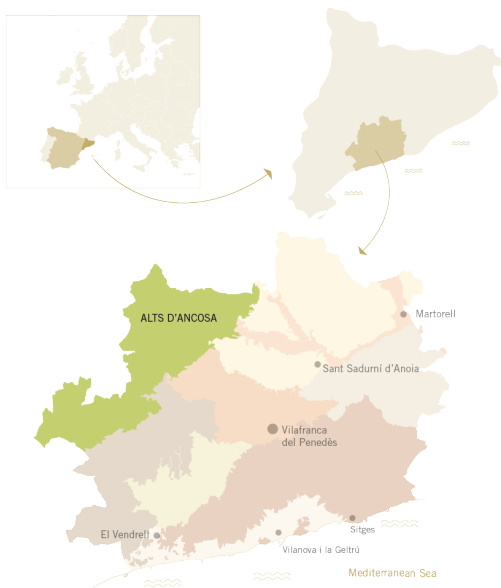 ALTS D'ANCOSA
Martorell
Sant Sadurní d'Anoia
Vilafranca
del Penedès
El Vendrell
Sitges
Vilanova i la Geltrú
Mediterranean Sea